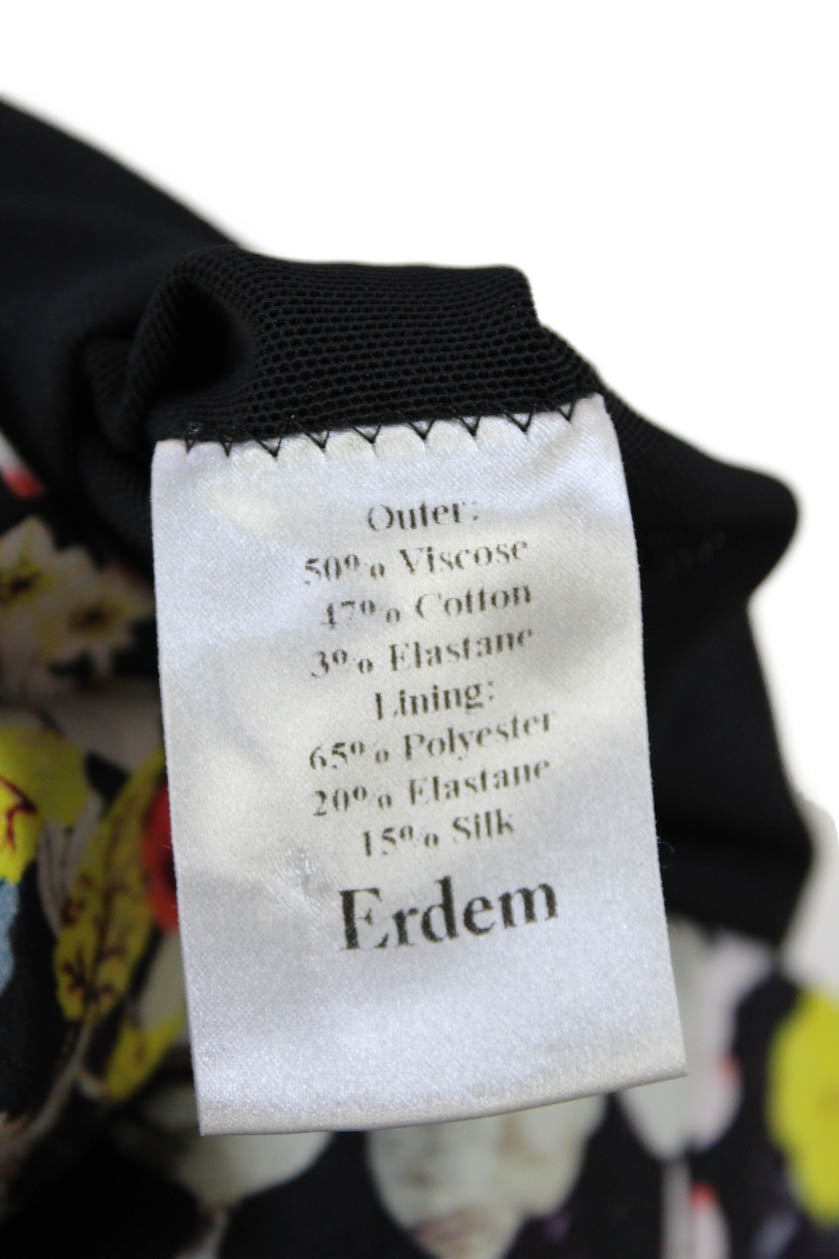 Outer:
50% Viscose
47% Cotton
3% Elastane
Lining:
65% Polyester
20% Elastane
15% Silk
Erdem